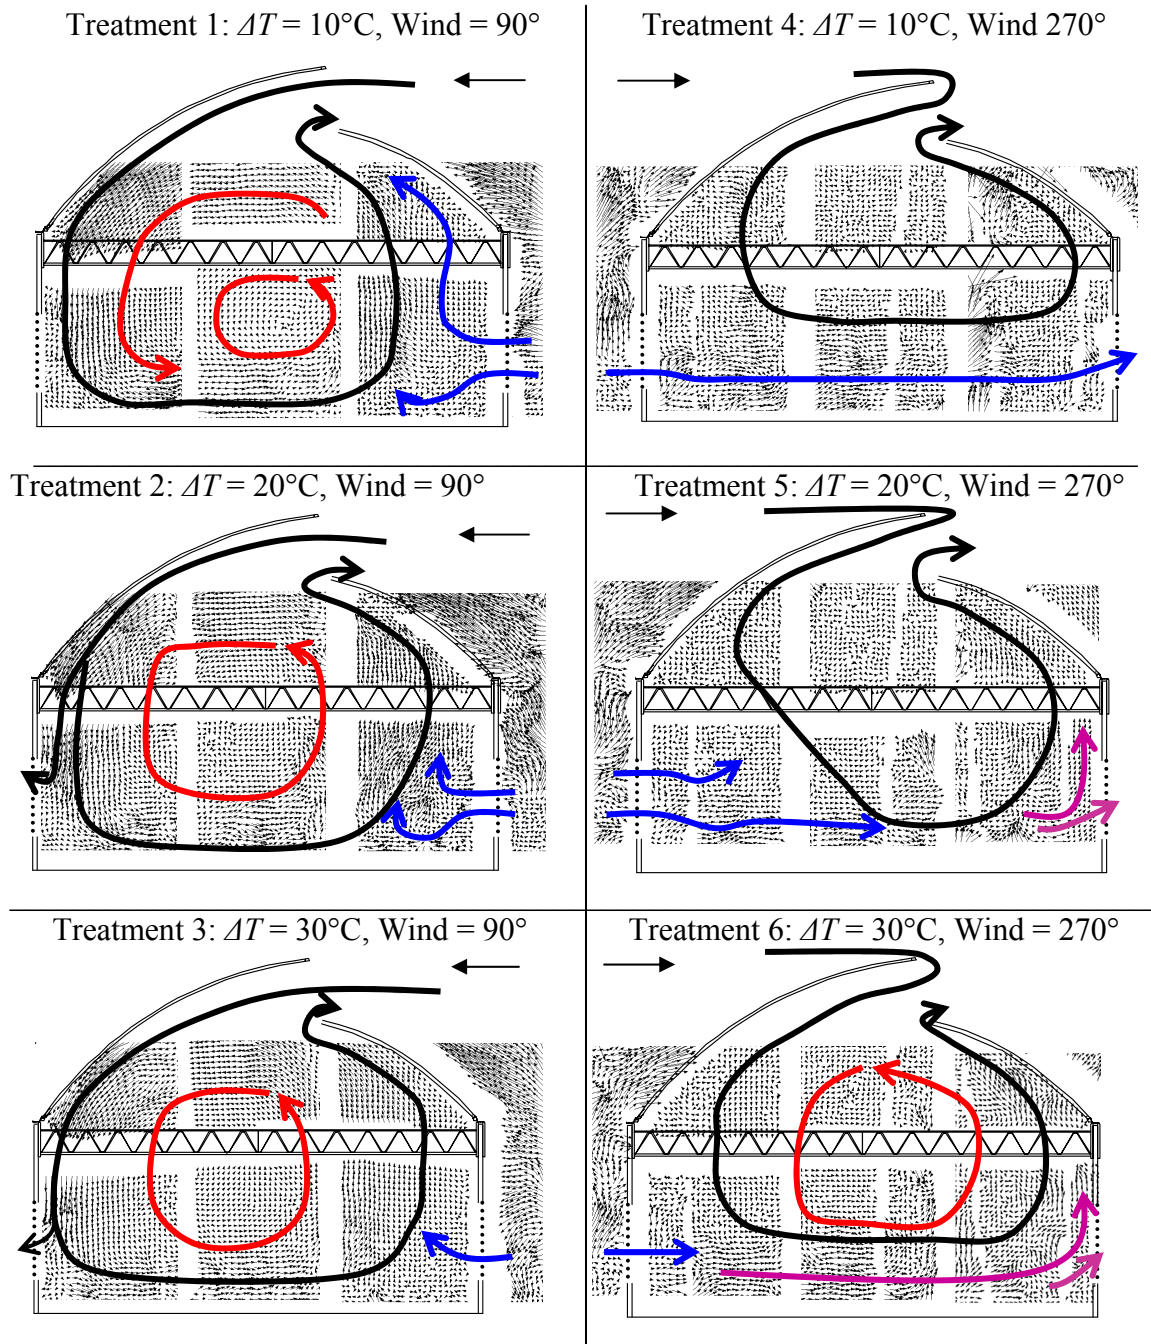 Treatment 1: ΔT = 10°C, Wind = 90°
Treatment 4: ΔT = 10°C, Wind 270°
Treatment 2: ΔT = 20°C, Wind = 90°
Treatment 5: ΔT = 20°C, Wind = 270°
Treatment 3: ΔT = 30°C, Wind = 90°
Treatment 6: ΔT = 30°C, Wind = 270°